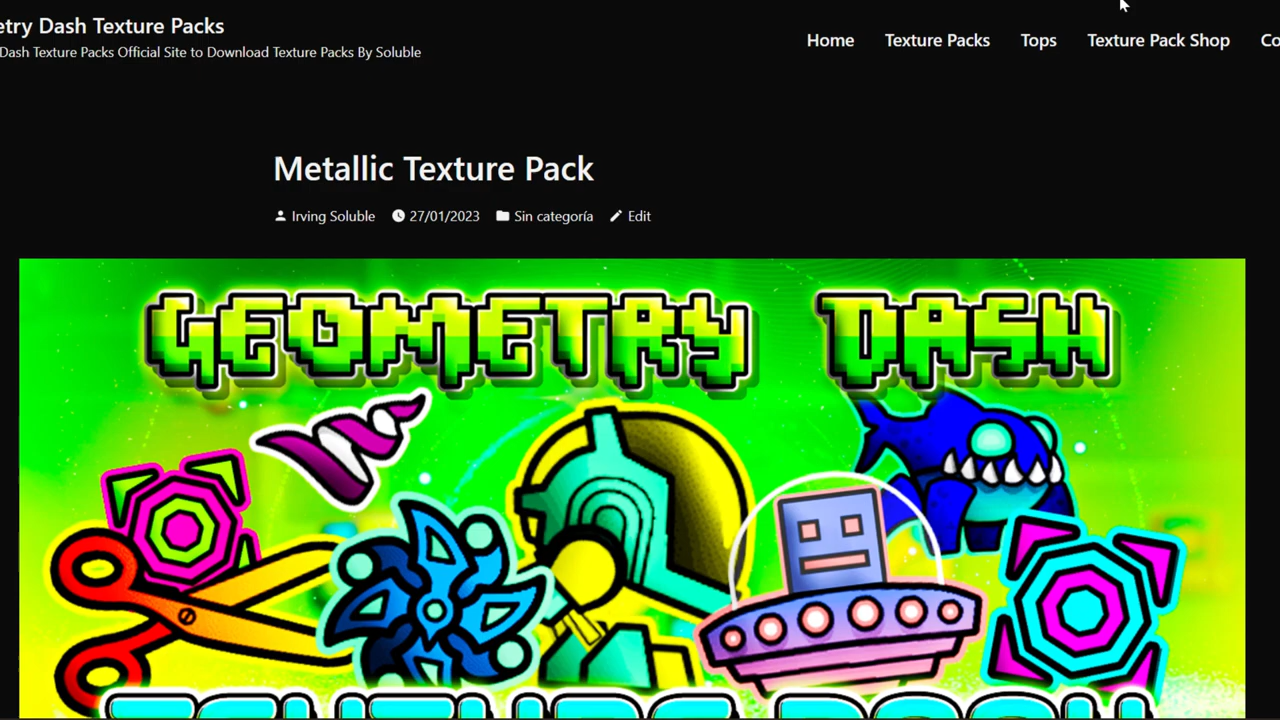 etry Dash Texture Packs
Dash Texture Packs Official Site to Download Texture Packs By Soluble
Home Texture Packs Tops Texture Pack Shop Co
Metallic Texture Pack
Irving Soluble 27/01/2023 Sin categoría Edit
GEOMETRY DASH